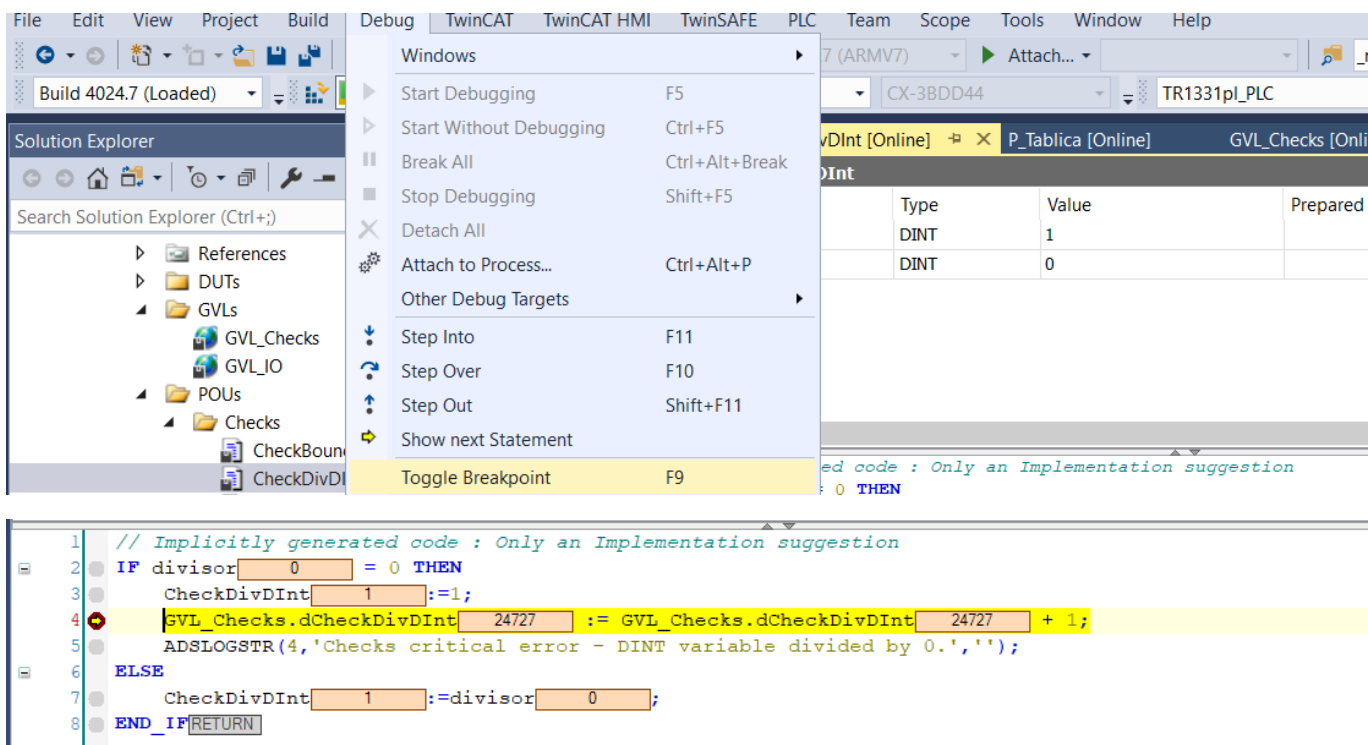 File Edit View Project Build Debug TwinCAT TwinCAT HMI TwinSAFE PLC Team Scope Tools Window Help
Windows 7 (ARMV7) Attach...
Build 4024.7 (Loaded) Start Debugging F5 CX-3BDD44 TR1331pl_PLC
Start Without Debugging Ctrl+F5
Solution Explorer vDInt [Online] P_Tablica [Online] GVL_Checks [Onli
Break All Ctrl+Alt+Break
DInt
Stop Debugging Shift+F5
Type Value Prepared
Search Solution Explorer (Ctrl+;)
Detach All
DINT 1
References
Attach to Process... Ctrl+Alt+P
DINT 0
DUTs
Other Debug Targets
GVLs
GVL_Checks
Step Into F11
GVL_IO
Step Over F10
POUs
Step Out Shift+F11
Checks
Show next Statement
CheckBoun
CheckDivDI
Toggle Breakpoint F9
ed code : Only an Implementation suggestion
= 0 THEN
1 // Implicitly generated code : Only an Implementation suggestion
2 IF divisor 0 = 0 THEN
3 CheckDivDInt 1 :=1;
4 GVL_Checks.dCheckDivDInt 24727 := GVL_Checks.dCheckDivDInt 24727 + 1;
5 ADSLOGSTR(4,'Checks critical error - DINT variable divided by 0.','');
6 ELSE
7 CheckDivDInt 1 :=divisor 0 ;
8 END_IF RETURN